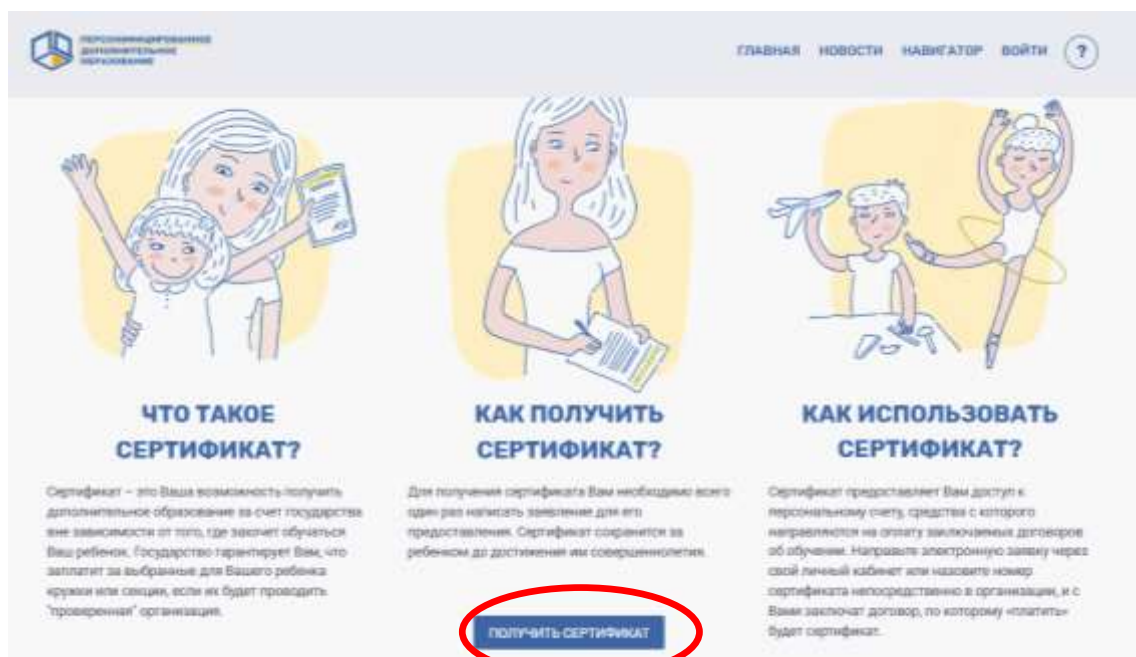 ПЕРСОНИФИЦИРОВАННОЕ
ДОПОЛНИТЕЛЬНОЕ
ОБРАЗОВАНИЕ
ГЛАВНАЯ НОВОСТИ НАВИГАТОР ВОЙТИ ?
ЧТО ТАКОЕ
СЕРТИФИКАТ?
Сертификат – это Ваша возможность получить
дополнительное образование за счет государства
вне зависимости от того, где захочет обучаться
Ваш ребенок. Государство гарантирует Вам, что
заплатит за выбранные для Вашего ребенка
кружки или секции, если их будет проводить
"проверенная" организация.
КАК ПОЛУЧИТЬ
СЕРТИФИКАТ?
Для получения сертификата Вам необходимо всего
один раз написать заявление для его
предоставления. Сертификат сохранится за
ребенком до достижения им совершеннолетия.
ПОЛУЧИТЬ СЕРТИФИКАТ
КАК ИСПОЛЬЗОВАТЬ
СЕРТИФИКАТ?
Сертификат предоставляет Вам доступ к
персональному счету, средства с которого
направляются на оплату заключаемых договоров
об обучении. Направьте электронную заявку через
свой личный кабинет или назовите номер
сертификата непосредственно в организации, и с
Вами заключат договор, по которому «платить»
будет сертификат.